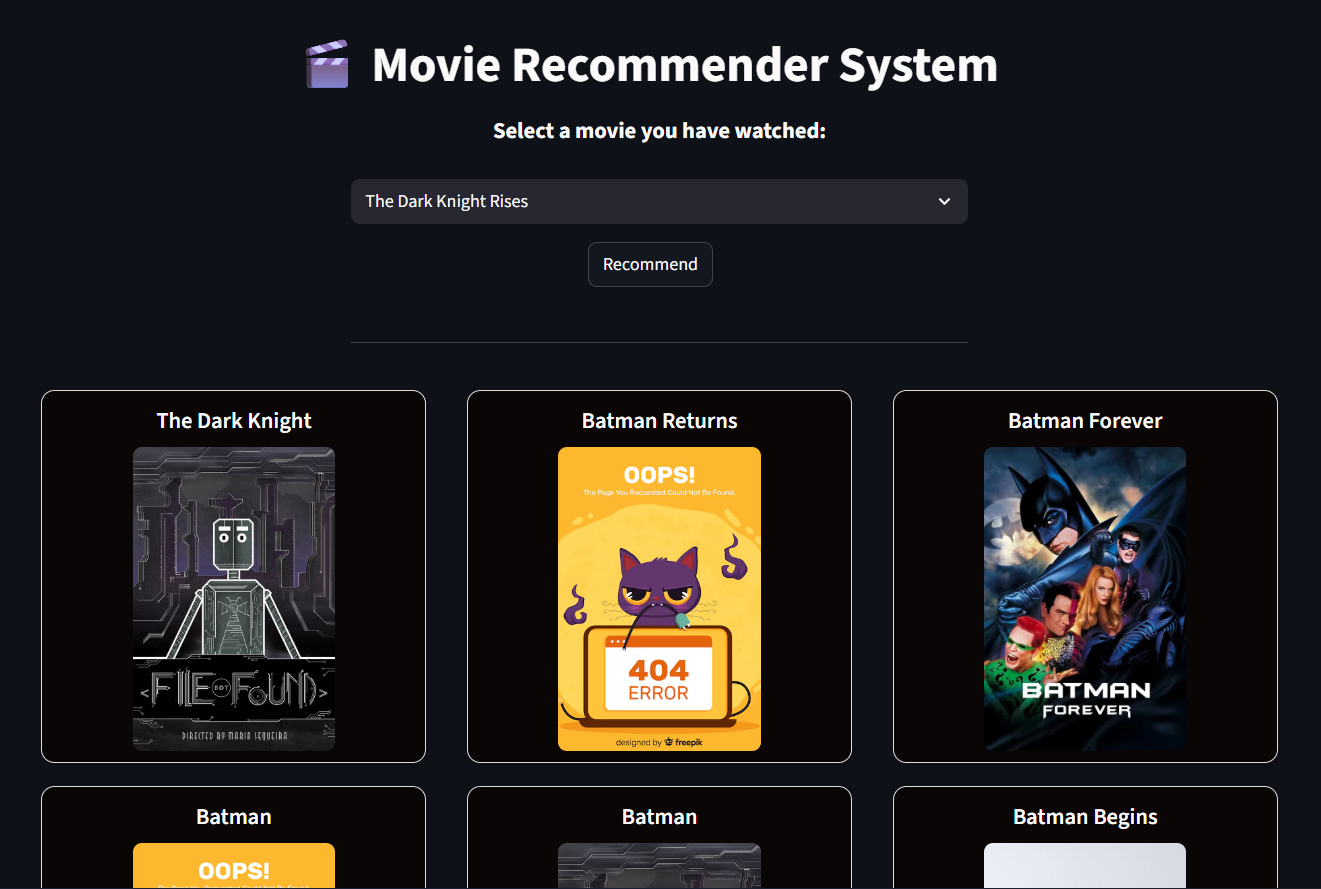 Movie Recommender System
Select a movie you have watched:
The Dark Knight Rises
Recommend
The Dark Knight
Batman Returns
Batman Forever
<FILE NOT FOUND>
DIRECTED BY MARIA SEQUEIRA
OOPS!
The Page You Requested Could Not Be Found.
404
ERROR
designed by freepik
BATMAN
FOREVER
Batman
Batman
Batman Begins
OOPS!